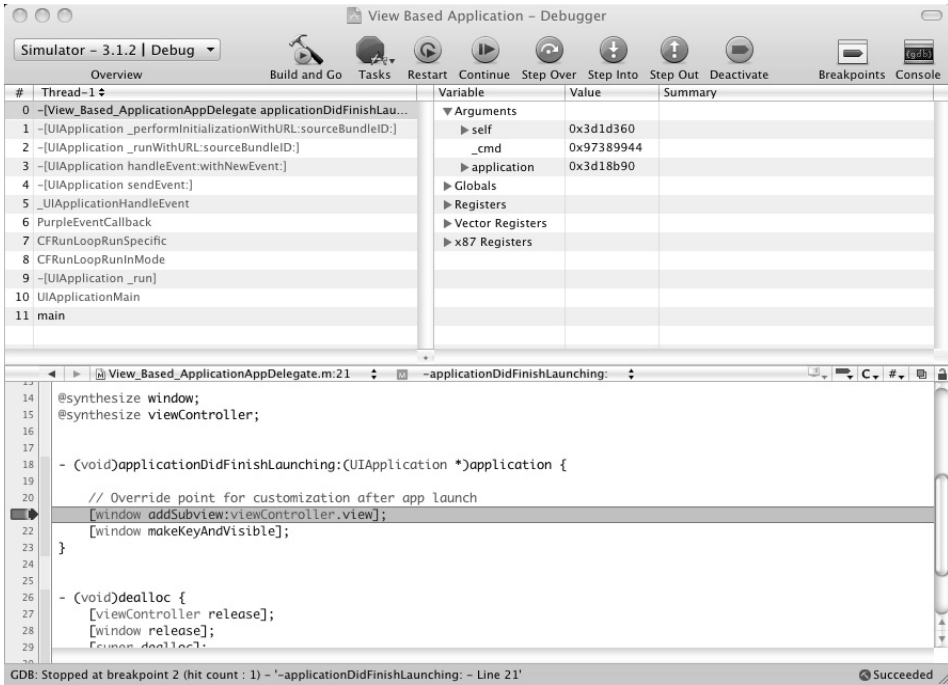 View Based Application – Debugger
Simulator – 3.1.2 | Debug
Overview Build and Go Tasks Restart Continue Step Over Step Into Step Out Deactivate Breakpoints Console
# Thread-1 Variable Value Summary
0 -[View_Based_ApplicationAppDelegate applicationDidFinishLau...
1 -[UIApplication _performInitializationWithURL:sourceBundleID:]
2 -[UIApplication _runWithURL:sourceBundleID:]
3 -[UIApplication handleEvent:withNewEvent:]
4 -[UIApplication sendEvent:]
5 _UIApplicationHandleEvent
6 PurpleEventCallback
7 CFRunLoopRunSpecific
8 CFRunLoopRunInMode
9 -[UIApplication _run]
10 UIApplicationMain
11 main
Arguments
self 0x3d1d360
_cmd 0x97389944
application 0x3d18b90
Globals
Registers
Vector Registers
x87 Registers
View_Based_ApplicationAppDelegate.m:21 M -applicationDidFinishLaunching: C #
14 @synthesize window;
15 @synthesize viewController;
16
17
18 - (void)applicationDidFinishLaunching:(UIApplication *)application {
19
20 // Override point for customization after app launch
[window addSubview:viewController.view];
22 [window makeKeyAndVisible];
23 }
24
25
26 - (void)dealloc {
27 [viewController release];
28 [window release];
29 [super dealloc];
GDB: Stopped at breakpoint 2 (hit count : 1) – '-applicationDidFinishLaunching: – Line 21' Succeeded